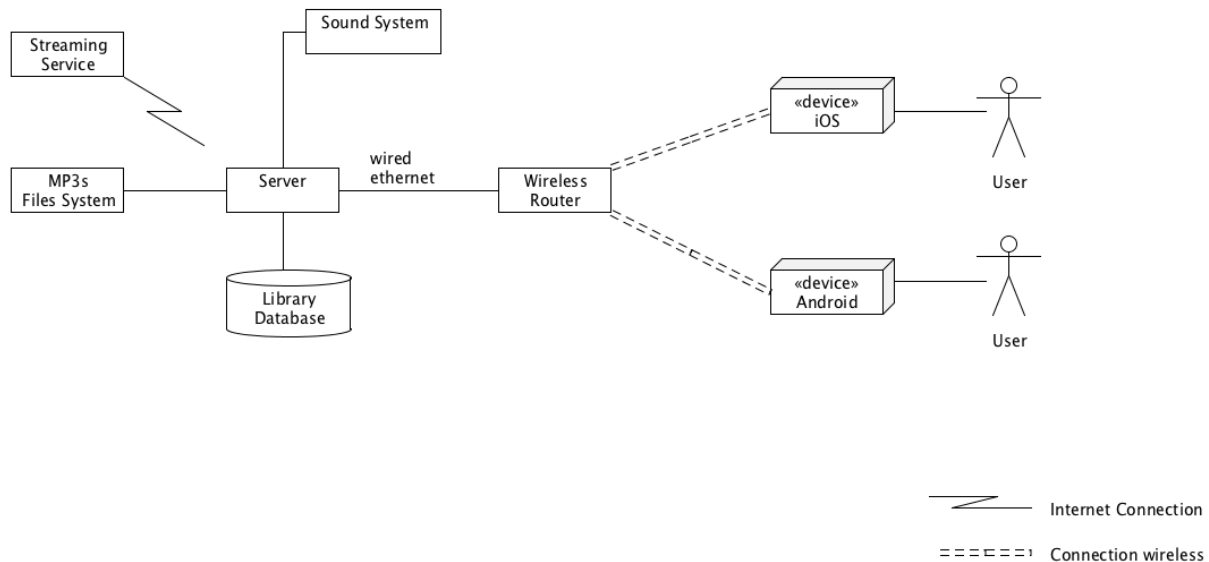 Sound System
Streaming
Service
«device»
iOS
wired
ethernet
MP3s
Files System
Server
Wireless
Router
User
«device»
Android
Library
Database
User
Internet Connection
Connection wireless